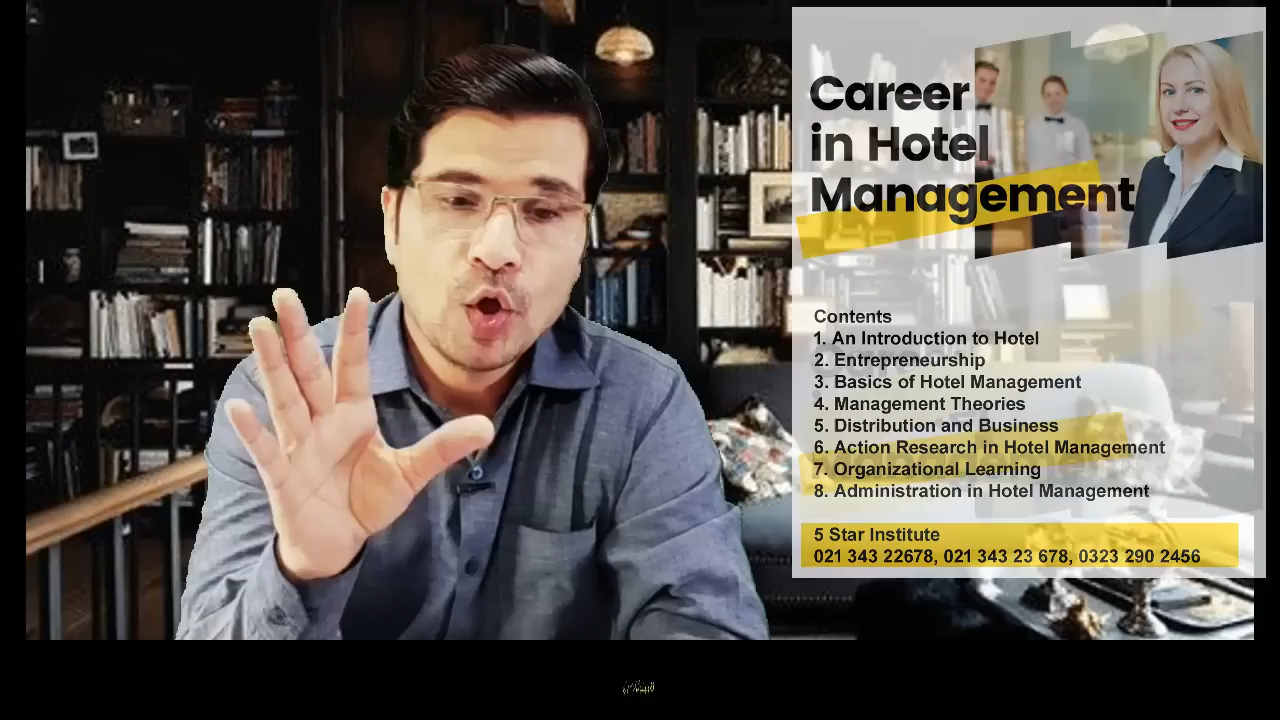 Career
in Hotel
Management
Contents
1. An Introduction to Hotel
2. Entrepreneurship
3. Basics of Hotel Management
4. Management Theories
5. Distribution and Business
6. Action Research in Hotel Management
7. Organizational Learning
8. Administration in Hotel Management
5 Star Institute
021 343 22678, 021 343 23 678, 0323 290 2456